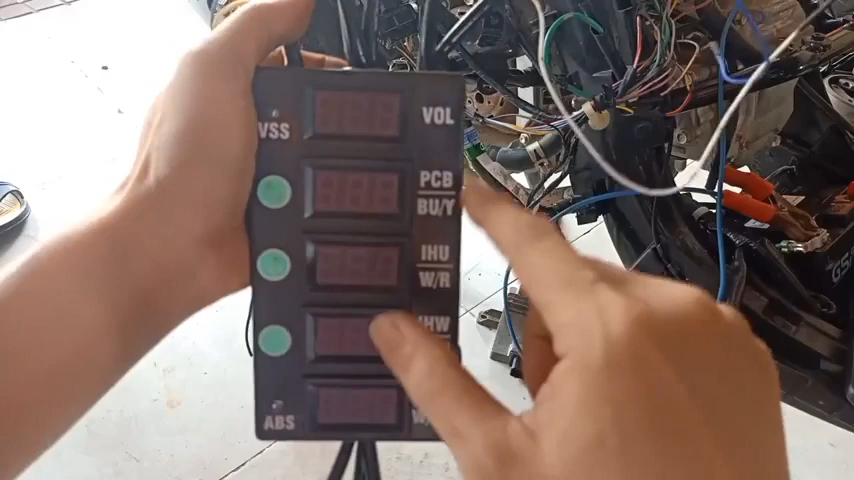 VSS
VOL
PCB
BU/Y
IHU
W/R
IHW
ABS